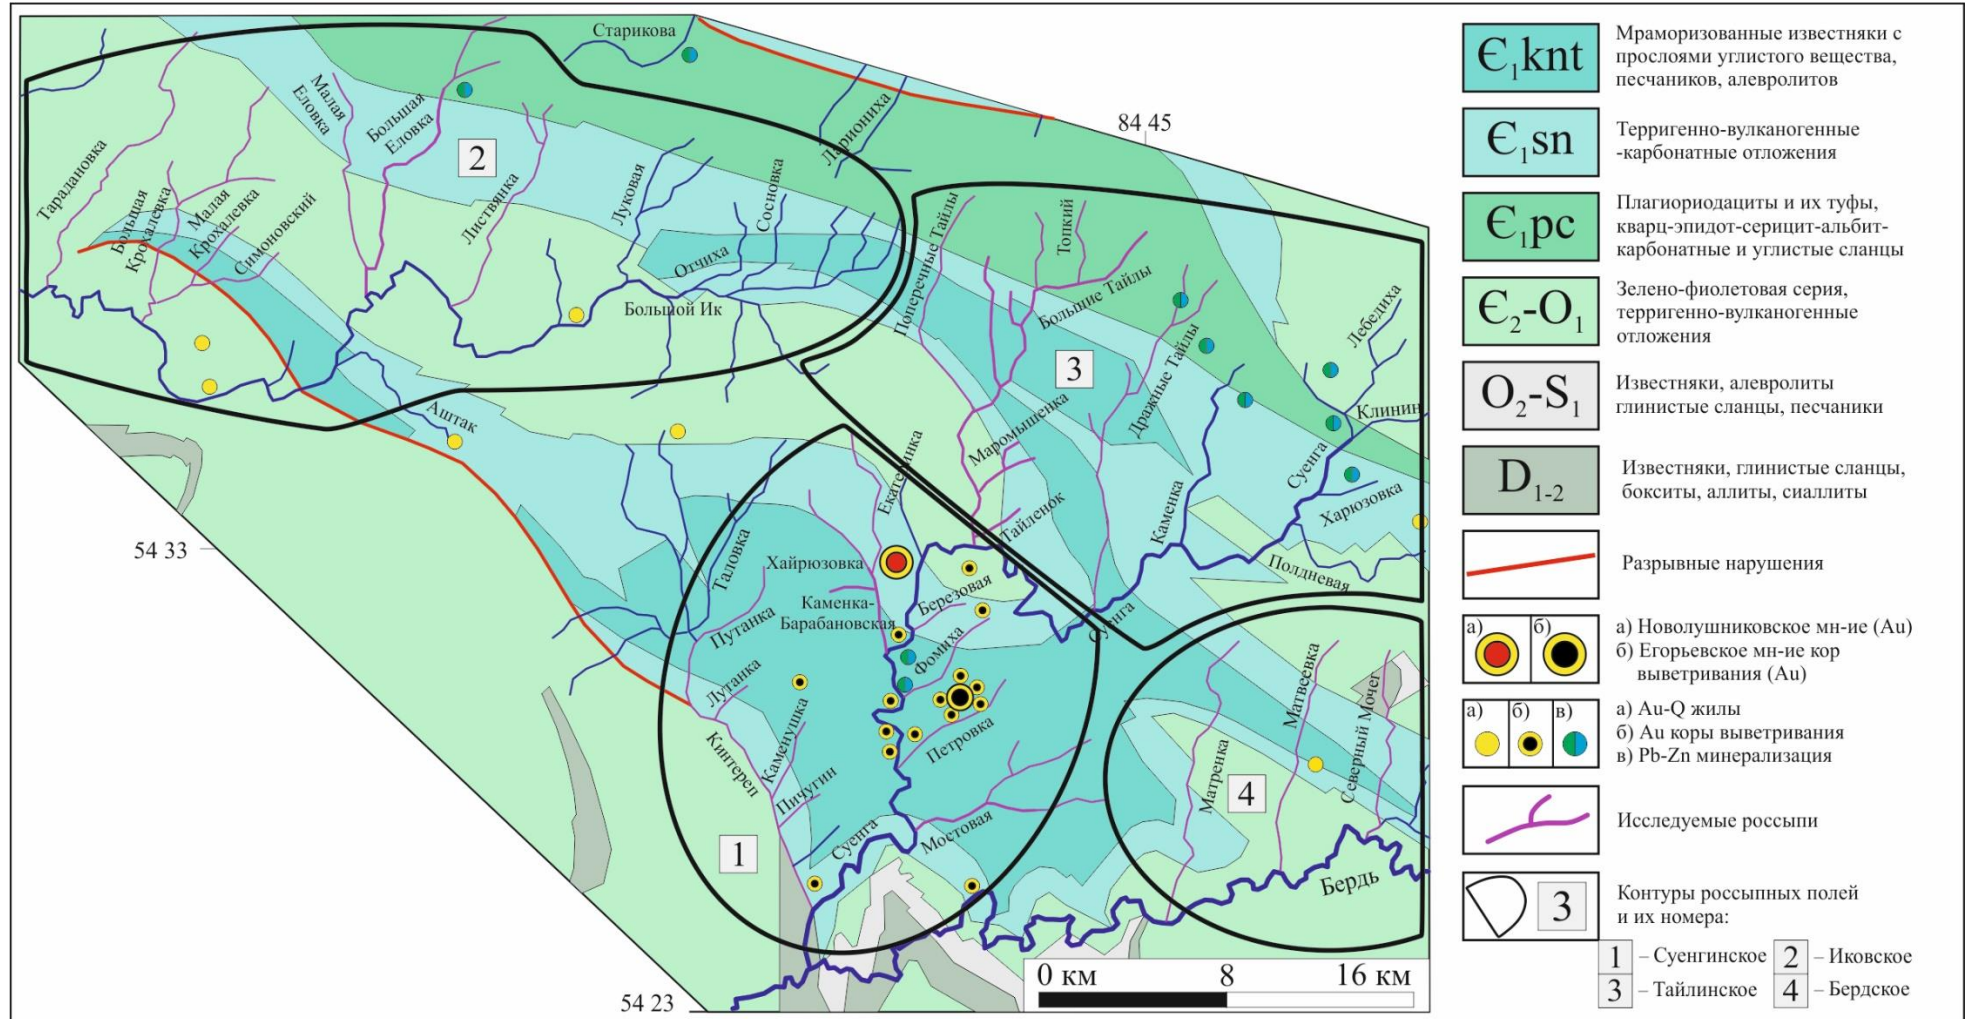 Старикова
Малая
Еловка
Большая
Еловка
2
Тарадановка
Большая
Крохалевка
Малая
Крохалевка
Симоновский
Листвянка
Луковая
Сосновка
Отчиха
Большой Ик
Лариониха
84 45
Поперечные Тайлы
Топкий
Большие Тайлы
3
Дражные Тайлы
Маромышенка
Тайленок
Лебедиха
Клинин
Суенга
Харюзовка
Каменка
Полдневая
Суенга
Аштак
Екатеринка
54 33
Таловка
Хайрюзовка
Каменка-
Барабановская
Березовая
Фомиха
Путанка
Лутанка
Каменушка
Кинтереп
Пичугин
Петровка
Мостовая
Суенга
1
Матвеевка
Матренка
Северный Мочег
4
Бердь
54 23
0 км 8 16 км
Є1knt
Мраморизованные известняки с
прослоями углистого вещества,
песчаников, алевролитов
Є1sn
Терригенно-вулканогенные
-карбонатные отложения
Є1pc
Плагиориодациты и их туфы,
кварц-эпидот-серицит-альбит-
карбонатные и углистые сланцы
Є2-O1
Зелено-фиолетовая серия,
терригенно-вулканогенные
отложения
O2-S1
Известняки, алевролиты
глинистые сланцы, песчаники
D1-2
Известняки, глинистые сланцы,
бокситы, аллиты, сиаллиты
Разрывные нарушения
а) б)
а) Новолушниковское мн-ие (Au)
б) Егорьевское мн-ие кор
выветривания (Au)
а) б) в)
а) Au-Q жилы
б) Au коры выветривания
в) Pb-Zn минерализация
Исследуемые россыпи
3
Контуры россыпных полей
и их номера:
1 – Суенгинское 2 – Иковское
3 – Тайлинское 4 – Бердское